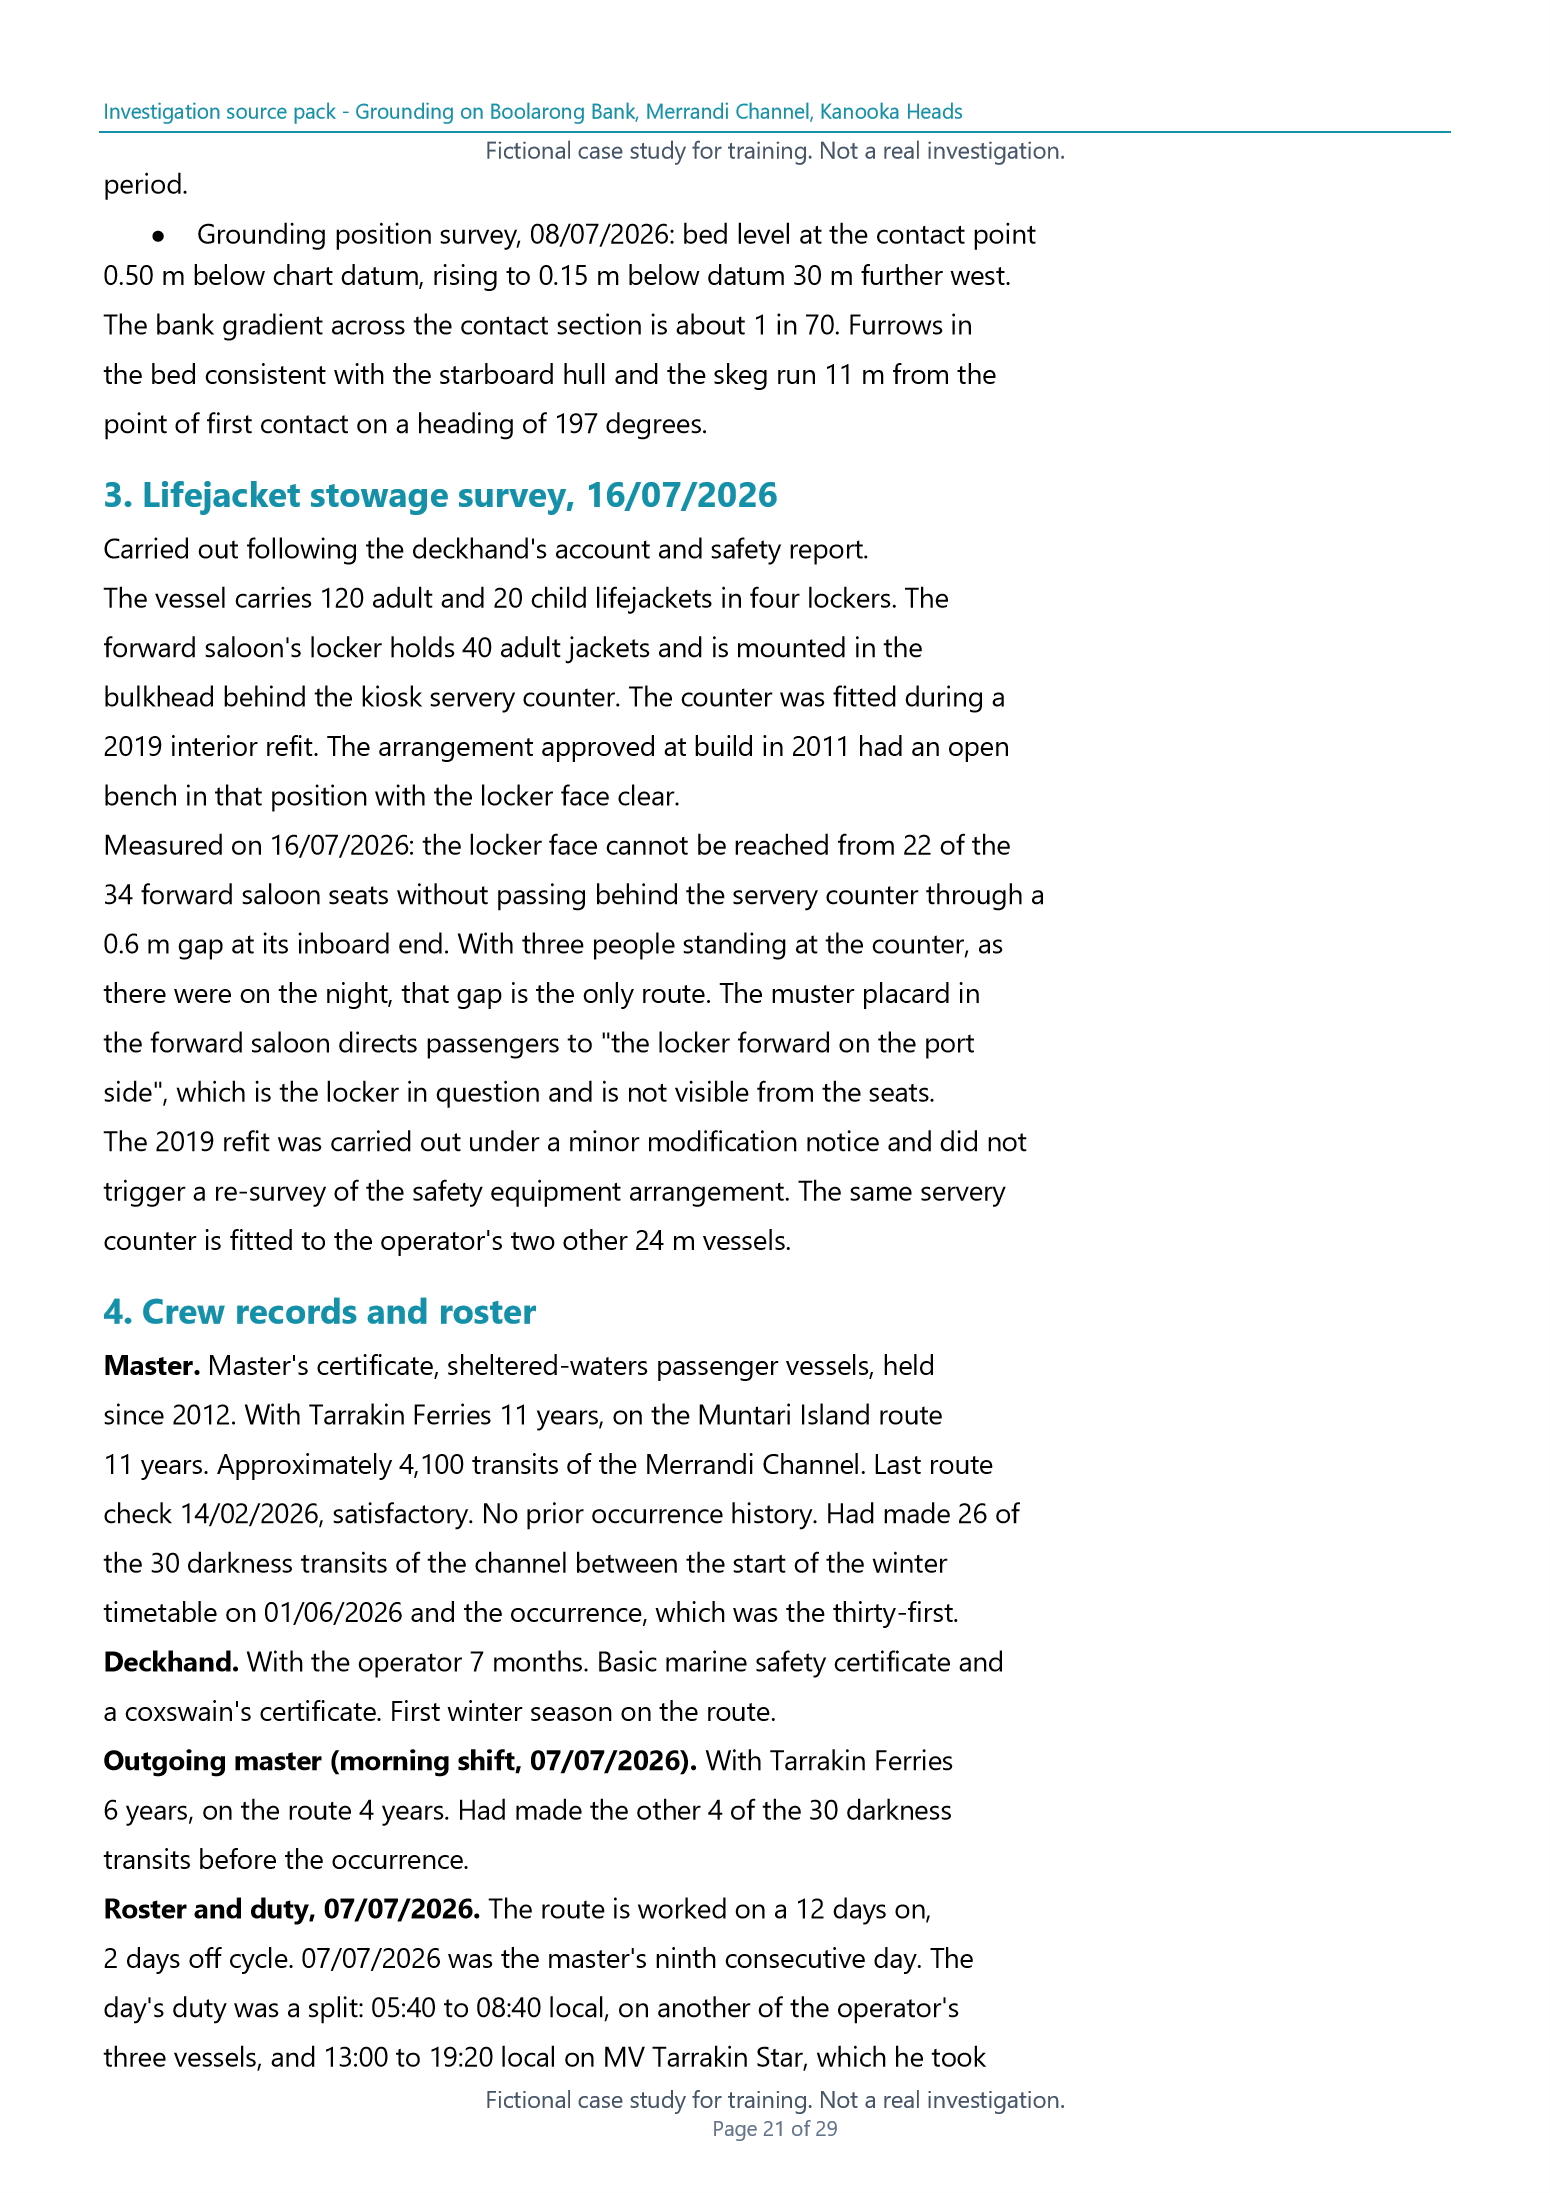 Investigation source pack - Grounding on Boolarong Bank, Merrandi Channel, Kanooka Heads
Fictional case study for training. Not a real investigation.
period.
● Grounding position survey, 08/07/2026: bed level at the contact point
0.50 m below chart datum, rising to 0.15 m below datum 30 m further west.
The bank gradient across the contact section is about 1 in 70. Furrows in
the bed consistent with the starboard hull and the skeg run 11 m from the
point of first contact on a heading of 197 degrees.
3. Lifejacket stowage survey, 16/07/2026
Carried out following the deckhand's account and safety report.
The vessel carries 120 adult and 20 child lifejackets in four lockers. The
forward saloon's locker holds 40 adult jackets and is mounted in the
bulkhead behind the kiosk servery counter. The counter was fitted during a
2019 interior refit. The arrangement approved at build in 2011 had an open
bench in that position with the locker face clear.
Measured on 16/07/2026: the locker face cannot be reached from 22 of the
34 forward saloon seats without passing behind the servery counter through a
0.6 m gap at its inboard end. With three people standing at the counter, as
there were on the night, that gap is the only route. The muster placard in
the forward saloon directs passengers to "the locker forward on the port
side", which is the locker in question and is not visible from the seats.
The 2019 refit was carried out under a minor modification notice and did not
trigger a re-survey of the safety equipment arrangement. The same servery
counter is fitted to the operator's two other 24 m vessels.
4. Crew records and roster
Master. Master's certificate, sheltered-waters passenger vessels, held
since 2012. With Tarrakin Ferries 11 years, on the Muntari Island route
11 years. Approximately 4,100 transits of the Merrandi Channel. Last route
check 14/02/2026, satisfactory. No prior occurrence history. Had made 26 of
the 30 darkness transits of the channel between the start of the winter
timetable on 01/06/2026 and the occurrence, which was the thirty-first.
Deckhand. With the operator 7 months. Basic marine safety certificate and
a coxswain's certificate. First winter season on the route.
Outgoing master (morning shift, 07/07/2026). With Tarrakin Ferries
6 years, on the route 4 years. Had made the other 4 of the 30 darkness
transits before the occurrence.
Roster and duty, 07/07/2026. The route is worked on a 12 days on,
2 days off cycle. 07/07/2026 was the master's ninth consecutive day. The
day's duty was a split: 05:40 to 08:40 local, on another of the operator's
three vessels, and 13:00 to 19:20 local on MV Tarrakin Star, which he took
Fictional case study for training. Not a real investigation.
Page 21 of 29